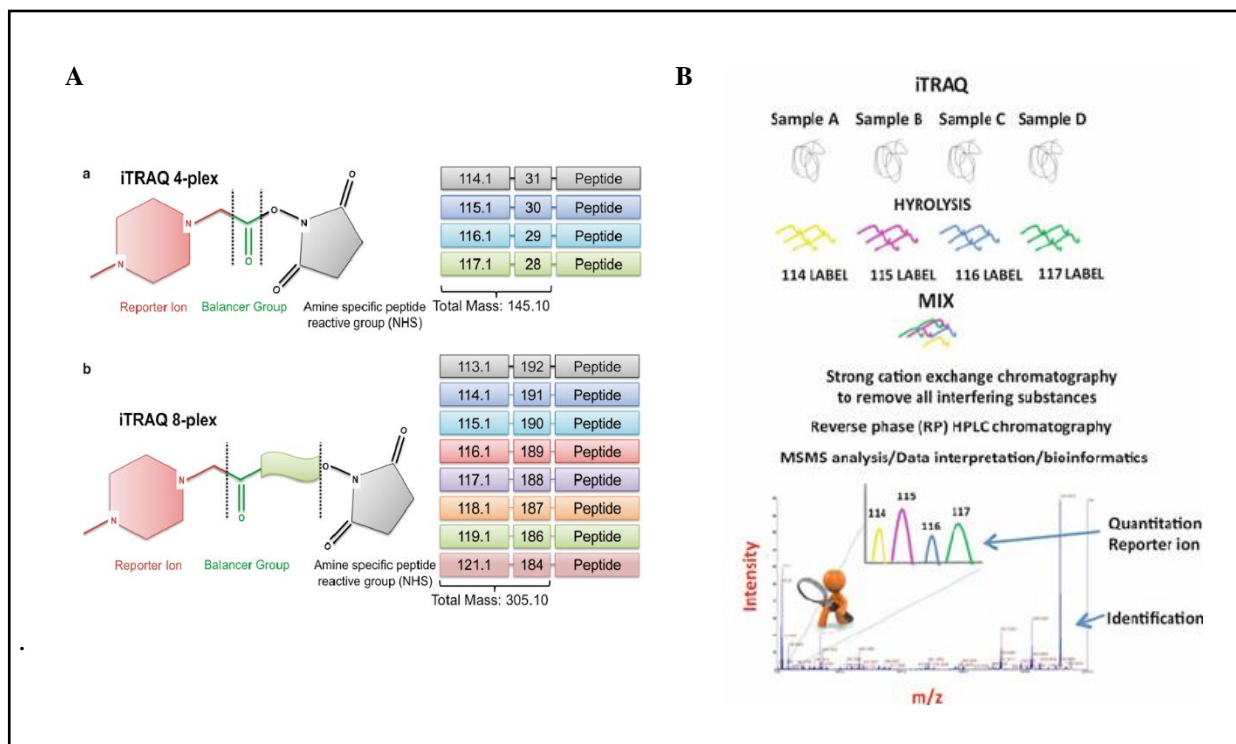 A
a
iTRAQ 4-plex
N
N
O
O
N
O
O
Reporter Ion
Balancer Group
Amine specific peptide
reactive group (NHS)
114.1 31 Peptide
115.1 30 Peptide
116.1 29 Peptide
117.1 28 Peptide
Total Mass: 145.10
b
iTRAQ 8-plex
N
N
O
O
N
O
O
Reporter Ion
Balancer Group
Amine specific peptide
reactive group (NHS)
113.1 192 Peptide
114.1 191 Peptide
115.1 190 Peptide
116.1 189 Peptide
117.1 188 Peptide
118.1 187 Peptide
119.1 186 Peptide
121.1 184 Peptide
Total Mass: 305.10
.
B
iTRAQ
Sample A Sample B Sample C Sample D
HYROLYSIS
114 LABEL 115 LABEL 116 LABEL 117 LABEL
MIX
Strong cation exchange chromatography
to remove all interfering substances
Reverse phase (RP) HPLC chromatography
MSMS analysis/Data interpretation/bioinformatics
114 115 116 117
Quantitation
Reporter ion
Identification
Intensity
m/z